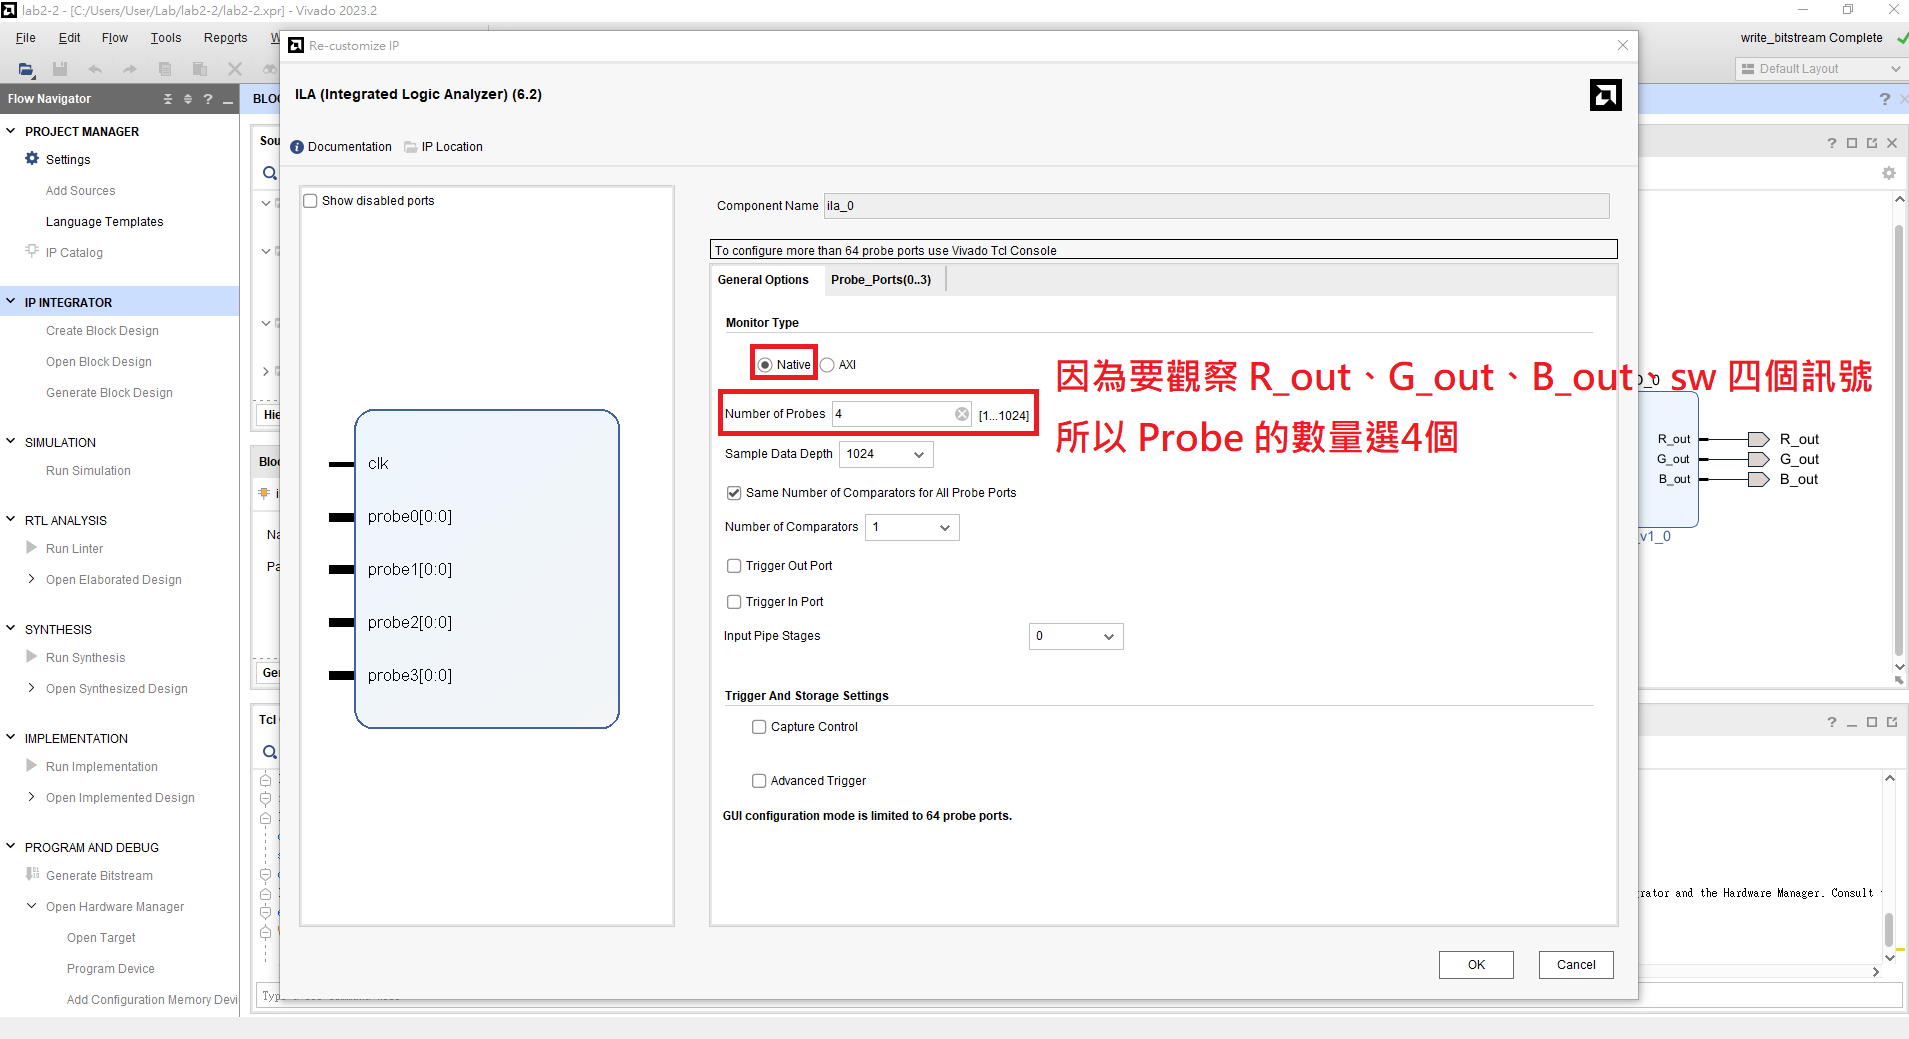 lab2-2 - [C:/Users/User/Lab/lab2-2/lab2-2.xpr] - Vivado 2023.2
File Edit Flow Tools Reports
write_bitstream Complete
Default Layout
Flow Navigator
PROJECT MANAGER
Settings
Add Sources
Language Templates
IP Catalog
IP INTEGRATOR
Create Block Design
Open Block Design
Generate Block Design
SIMULATION
Run Simulation
RTL ANALYSIS
Run Linter
Open Elaborated Design
SYNTHESIS
Run Synthesis
Open Synthesized Design
IMPLEMENTATION
Run Implementation
Open Implemented Design
PROGRAM AND DEBUG
Generate Bitstream
Open Hardware Manager
Open Target
Program Device
Add Configuration Memory Devi
Re-customize IP
ILA (Integrated Logic Analyzer) (6.2)
Documentation IP Location
Show disabled ports
clk
probe0[0:0]
probe1[0:0]
probe2[0:0]
probe3[0:0]
Component Name ila_0
To configure more than 64 probe ports use Vivado Tcl Console
General Options Probe_Ports(0..3)
Monitor Type
Native AXI
Number of Probes 4 [1...1024]
Sample Data Depth 1024
Same Number of Comparators for All Probe Ports
Number of Comparators 1
Trigger Out Port
Trigger In Port
Input Pipe Stages 0
Trigger And Storage Settings
Capture Control
Advanced Trigger
GUI configuration mode is limited to 64 probe ports.
OK Cancel
因為要觀察 R_out、G_out、B_out、sw 四個訊號
所以 Probe 的數量選4個
R_out R_out
G_out G_out
B_out B_out
_v1_0
grator and the Hardware Manager. Consult